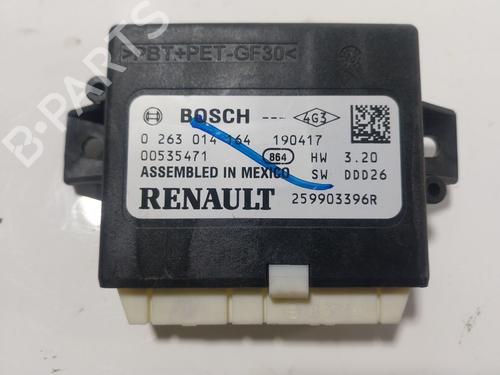 >PBT+PET-GF30<
BOSCH --- 4G3
0 263 014 164 190417
00535471 864 HW 3.20
ASSEMBLED IN MEXICO SW DDD26
RENAULT 259903396R
B-PARTS